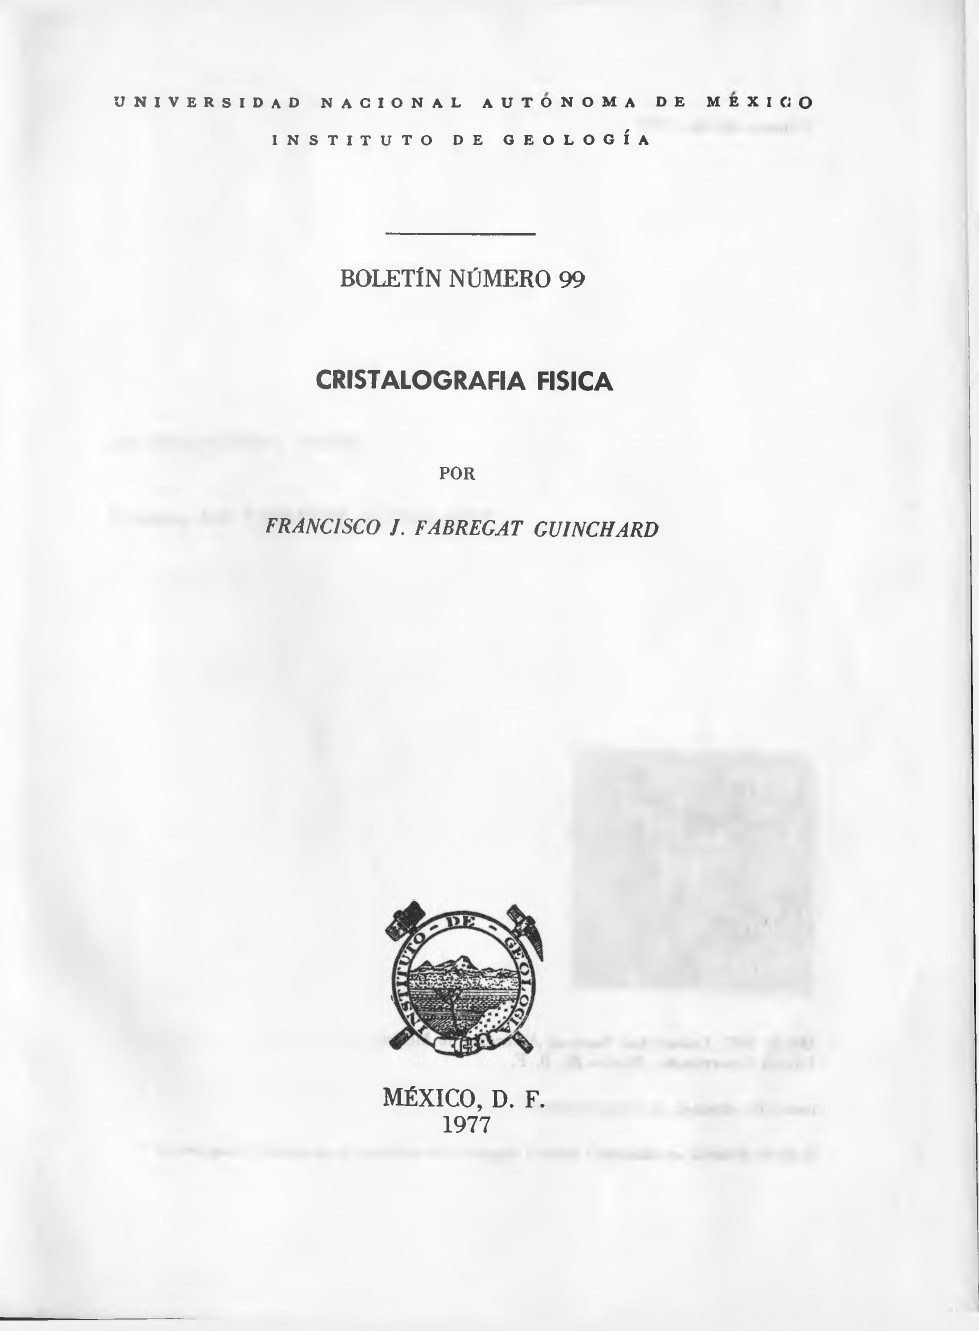 UNIVERSIDAD NACIONAL AUTÓNOMA DE MÉXICO
INSTITUTO DE GEOLOGÍA
BOLETÍN NÚMERO 99
CRISTALOGRAFIA FISICA
POR
FRANCISCO J. FABREGAT GUINCHARD
INSTITUTO - DE - GEOLOGIA
MÉXICO, D. F.
1977